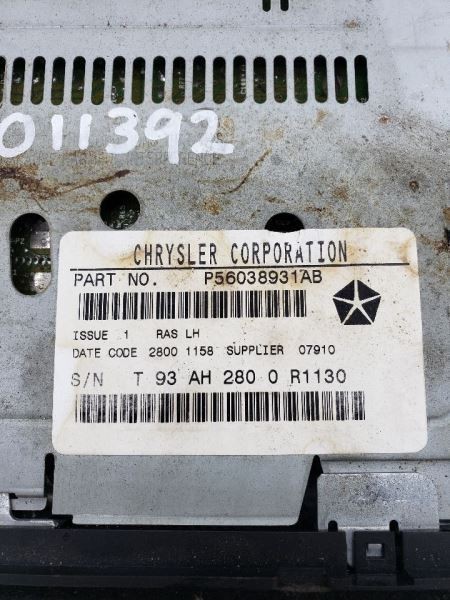 011392
CHRYSLER CORPORATION
PART NO. P56038931AB
ISSUE 1 RAS LH
DATE CODE 2800 1158 SUPPLIER 07910
S/N T 93 AH 280 0 R1130